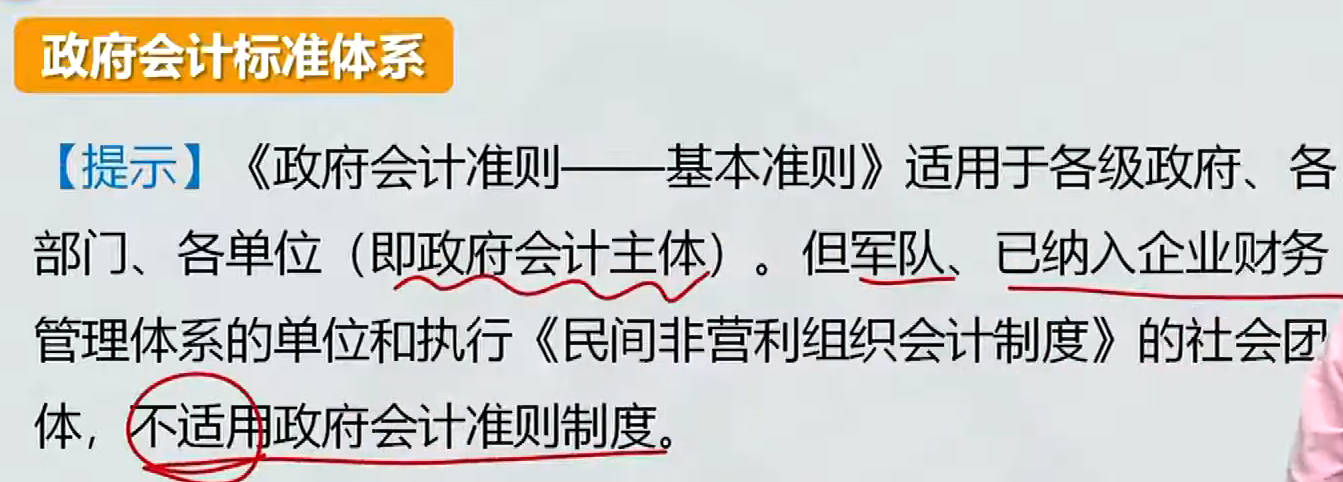 政府会计标准体系
【提示】《政府会计准则——基本准则》适用于各级政府、各
部门、各单位（即政府会计主体）。但军队、已纳入企业财务
管理体系的单位和执行《民间非营利组织会计制度》的社会团
体，不适用政府会计准则制度。